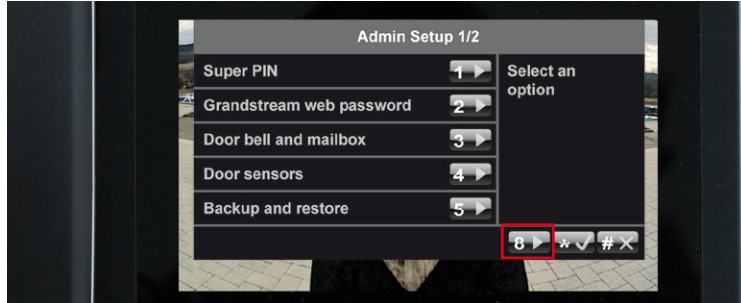 Admin Setup 1/2
Super PIN 1
Grandstream web password 2
Door bell and mailbox 3
Door sensors 4
Backup and restore 5
Select an
option
8 * #